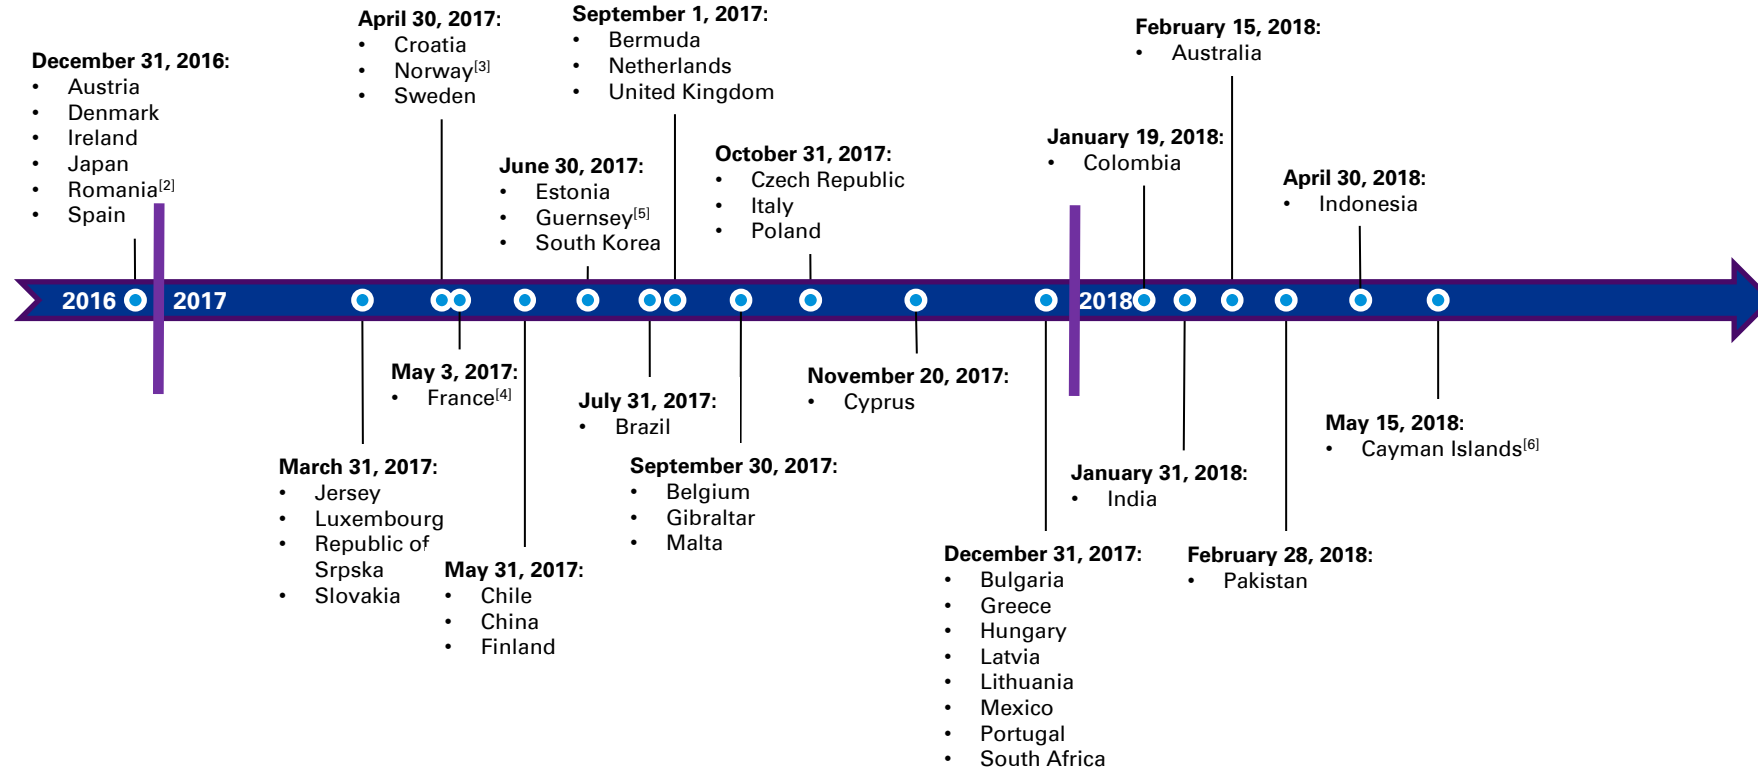 December 31, 2016:
• Austria
• Denmark
• Ireland
• Japan
• Romania[2]
• Spain
April 30, 2017:
• Croatia
• Norway[3]
• Sweden
September 1, 2017:
• Bermuda
• Netherlands
• United Kingdom
June 30, 2017:
• Estonia
• Guernsey[5]
• South Korea
October 31, 2017:
• Czech Republic
• Italy
• Poland
February 15, 2018:
• Australia
January 19, 2018:
• Colombia
April 30, 2018:
• Indonesia
2016
2017
2018
May 3, 2017:
• France[4]
March 31, 2017:
• Jersey
• Luxembourg
• Republic of
Srpska
• Slovakia
May 31, 2017:
• Chile
• China
• Finland
July 31, 2017:
• Brazil
September 30, 2017:
• Belgium
• Gibraltar
• Malta
November 20, 2017:
• Cyprus
December 31, 2017:
• Bulgaria
• Greece
• Hungary
• Latvia
• Lithuania
• Mexico
• Portugal
• South Africa
January 31, 2018:
• India
February 28, 2018:
• Pakistan
May 15, 2018:
• Cayman Islands[6]